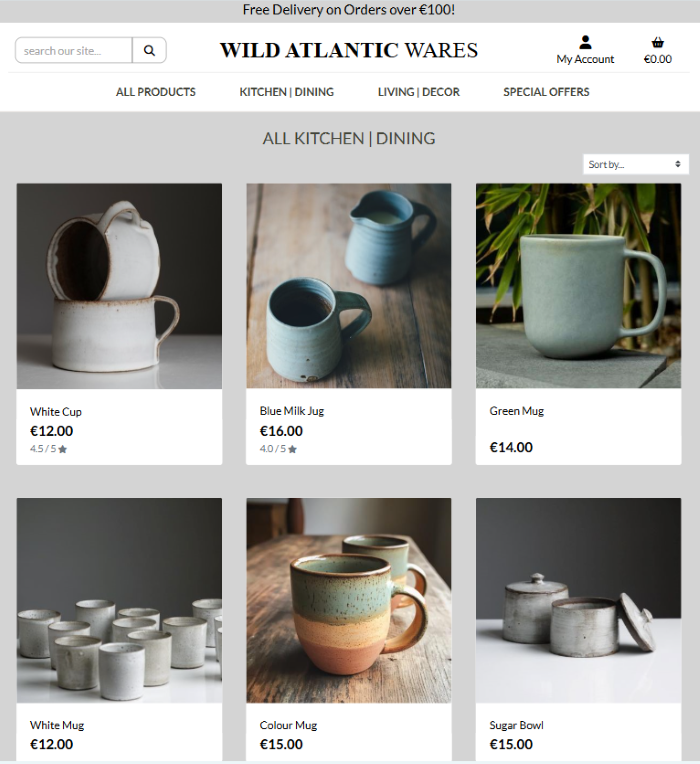 Free Delivery on Orders over €100!
search our site...
WILD ATLANTIC WARES
My Account
€0.00
ALL PRODUCTS
KITCHEN | DINING
LIVING | DECOR
SPECIAL OFFERS
ALL KITCHEN | DINING
Sort by...
White Cup
€12.00
4.5 / 5
Blue Milk Jug
€16.00
4.0 / 5
Green Mug
€14.00
White Mug
€12.00
Colour Mug
€15.00
Sugar Bowl
€15.00